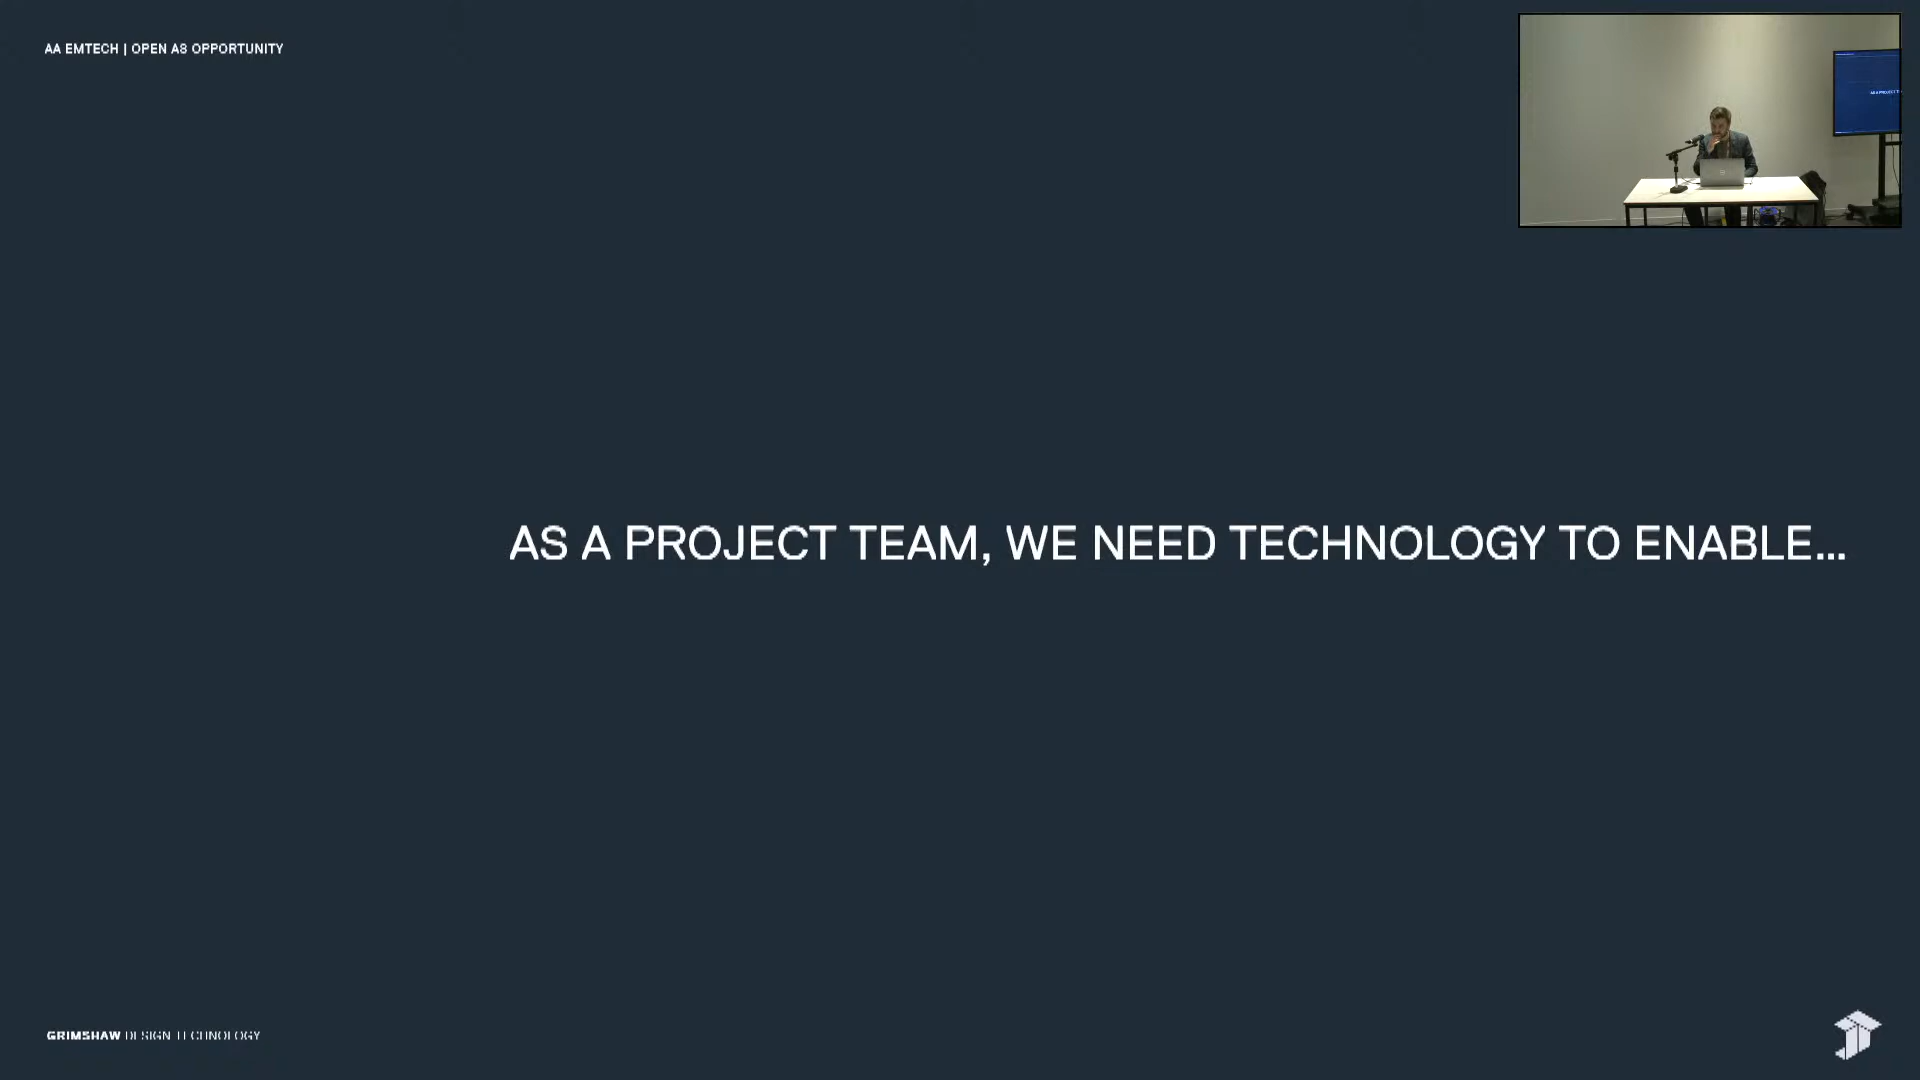 AA EMTECH | OPEN AS OPPORTUNITY
AS A PROJECT TEAM, WE NEED TECHNOLOGY TO ENABLE...
GRIMSHAW DESIGN TECHNOLOGY